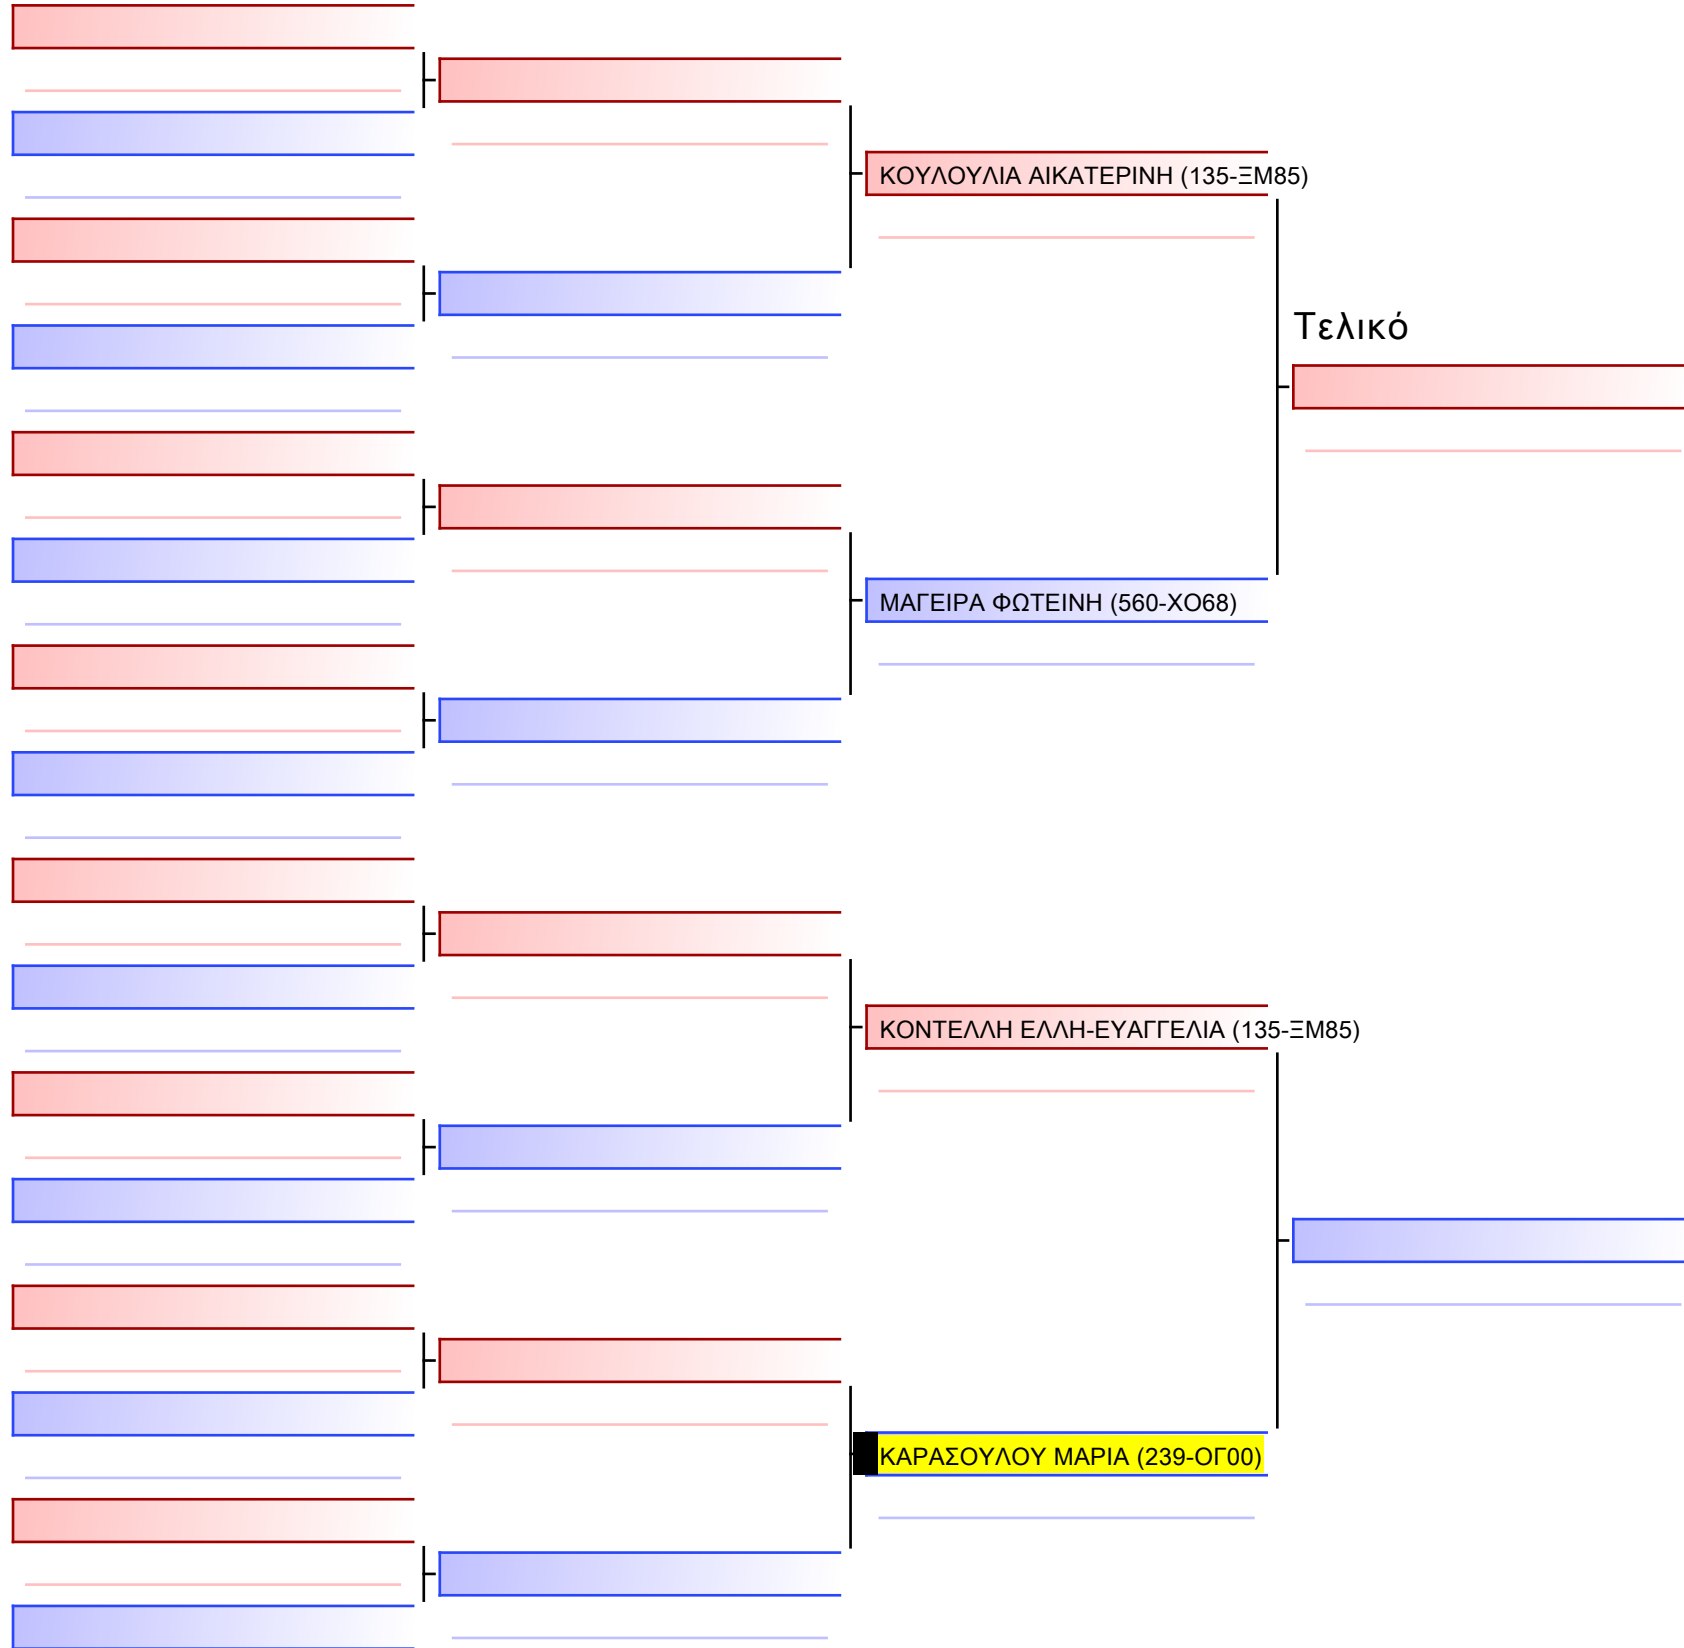 ΚΟΥΛΟΥΛΙΑ ΑΙΚΑΤΕΡΙΝΗ (135-ΞΜ85)
Τελικό
ΜΑΓΕΙΡΑ ΦΩΤΕΙΝΗ (560-ΧΟ68)
ΚΟΝΤΕΛΛΗ ΕΛΛΗ-ΕΥΑΓΓΕΛΙΑ (135-ΞΜ85)
ΚΑΡΑΣΟΥΛΟΥ ΜΑΡΙΑ (239-ΟΓ00)